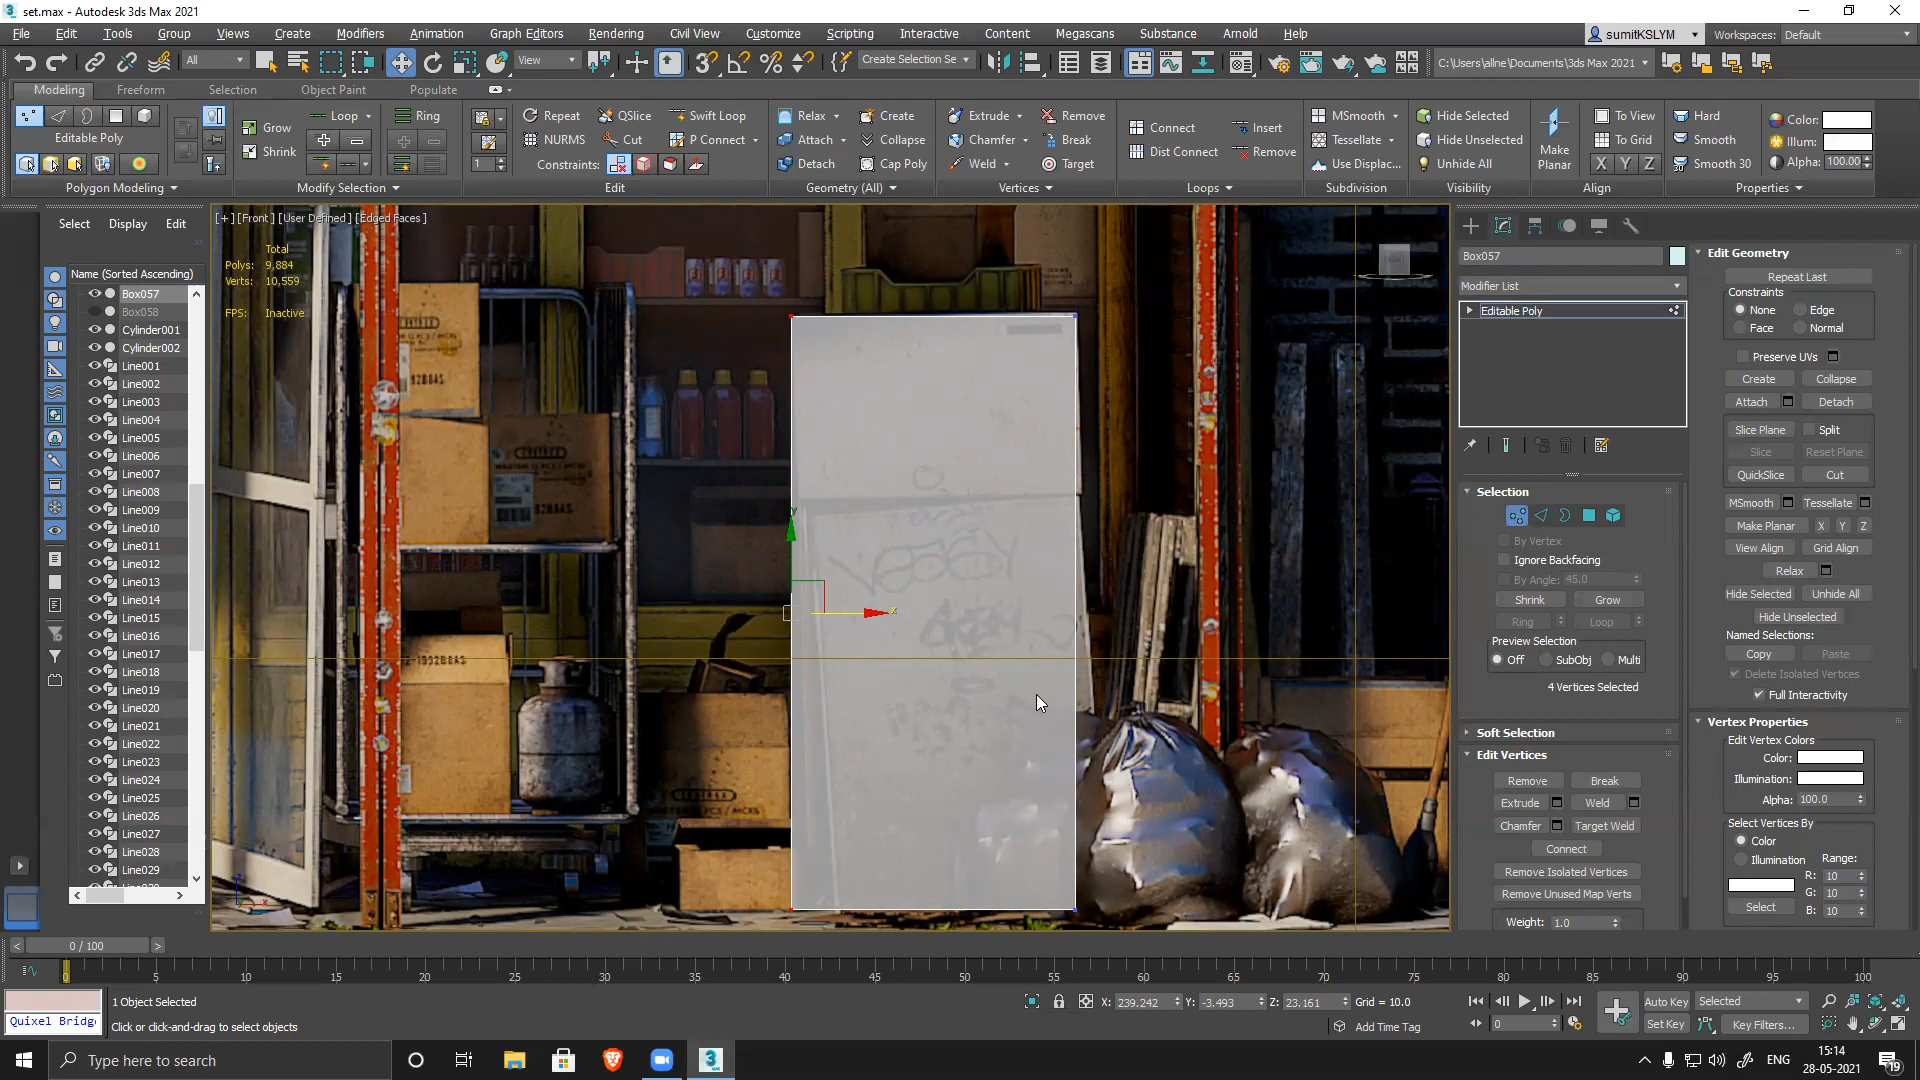 set.max - Autodesk 3ds Max 2021
File Edit Tools Group Views Create Modifiers Animation Graph Editors Rendering Civil View Customize Scripting Interactive Content Megascans Substance Arnold Help
sumitKSLYM Workspaces: Default
All View Create Selection Se C:\Users\allne\Documents\3ds Max 2021
Modeling Freeform Selection Object Paint Populate
Editable Poly
Polygon Modeling
Grow Loop Ring
Shrink
Modify Selection
Repeat QSlice Swift Loop
NURMS Cut P Connect
1 Constraints:
Edit
Relax Create
Attach Collapse
Detach Cap Poly
Geometry (All)
Extrude Remove
Chamfer Break
Weld Target
Vertices
Connect Insert
Dist Connect Remove
Loops
MSmooth
Tessellate
Use Displac...
Subdivision
Hide Selected
Hide Unselected
Unhide All
Visibility
Make Planar
To View
To Grid
X Y Z
Align
Hard
Smooth
Smooth 30
Color:
Illum:
Alpha: 100.00
Properties
Select Display Edit
Name (Sorted Ascending)
Box057
Box058
Cylinder001
Cylinder002
Line001
Line002
Line003
Line004
Line005
Line006
Line007
Line008
Line009
Line010
Line011
Line012
Line013
Line014
Line015
Line016
Line017
Line018
Line019
Line020
Line021
Line022
Line023
Line024
Line025
Line026
Line027
Line028
Line029
[+] [Front] [User Defined] [Edged Faces]
Total
Polys: 9,884
Verts: 10,559
FPS: Inactive
y
x
Box057
Modifier List
Editable Poly
Selection
By Vertex
Ignore Backfacing
By Angle: 45.0
Shrink Grow
Ring Loop
Preview Selection
Off SubObj Multi
4 Vertices Selected
Soft Selection
Edit Vertices
Remove Break
Extrude Weld
Chamfer Target Weld
Connect
Remove Isolated Vertices
Remove Unused Map Verts
Weight: 1.0
Edit Geometry
Repeat Last
Constraints
None Edge
Face Normal
Preserve UVs
Create Collapse
Attach Detach
Slice Plane Split
Slice Reset Plane
QuickSlice Cut
MSmooth Tessellate
Make Planar X Y Z
View Align Grid Align
Relax
Hide Selected Unhide All
Hide Unselected
Named Selections:
Copy Paste
Delete Isolated Vertices
Full Interactivity
Vertex Properties
Edit Vertex Colors
Color:
Illumination:
Alpha: 100.0
Select Vertices By
Color
Illumination Range:
R: 10
G: 10
Select B: 10
0 / 100
0 5 10 15 20 25 30 35 40 45 50 55 60 65 70 75 80 85 90 95 100
1 Object Selected X: 239.242 Y: -3.493 Z: 23.161 Grid = 10.0 Auto Key Selected
Quixel Bridg Click or click-and-drag to select objects Add Time Tag 0 Set Key Key Filters...
Type here to search
ENG 15:14
28-05-2021
19